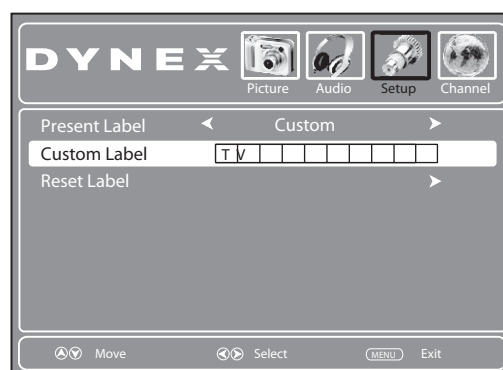 DYNEX
Picture Audio Setup Channel
Present Label Custom
Custom Label T V
Reset Label
Move Select MENU Exit